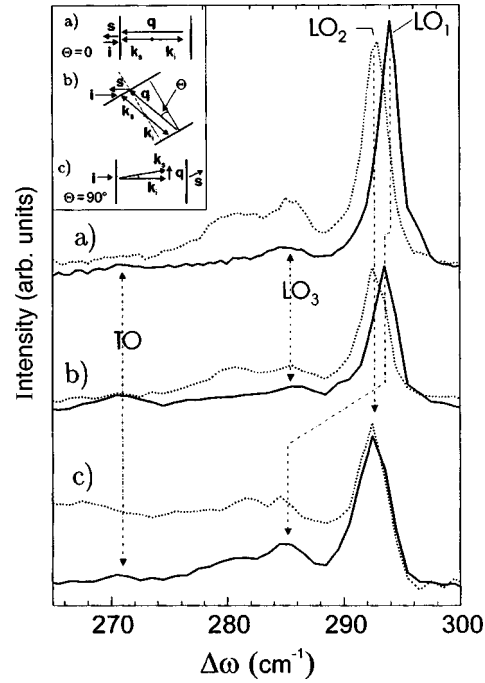 a)
Θ=0
s
i
q
k_s
k_i
b)
s
i
q
Θ
k_s
k_i
c)
Θ=90°
i
k_s
k_i
q
s
LO₂
LO₁
a)
TO
LO₃
b)
c)
Intensity (arb. units)
270 280 290 300
Δω (cm⁻¹)